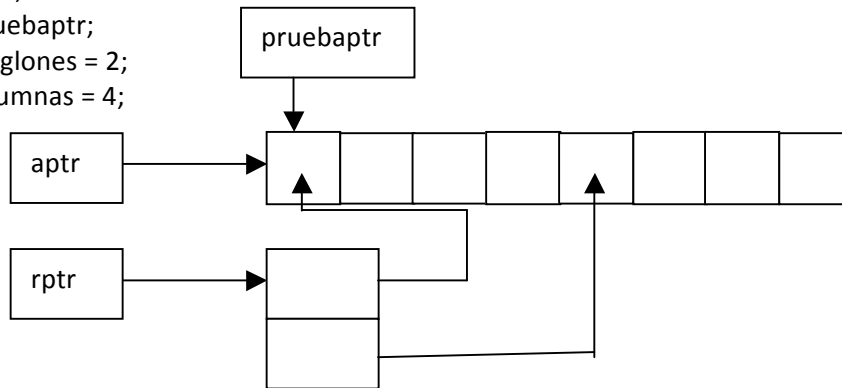 uebaptr;
glones = 2;
umnas = 4;
pruebaptr
aptr
rptr